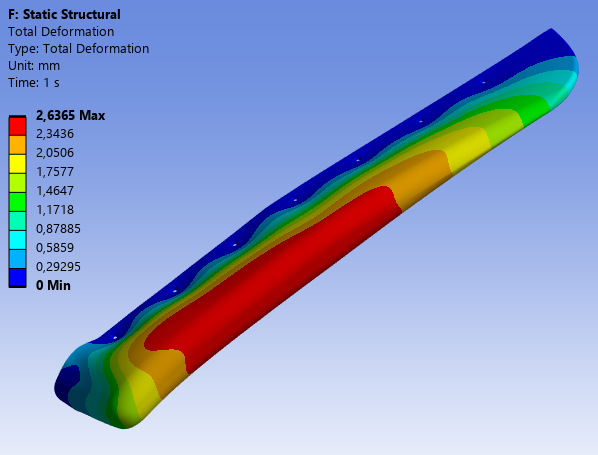 F: Static Structural
Total Deformation
Type: Total Deformation
Unit: mm
Time: 1 s
2,6365 Max
2,3436
2,0506
1,7577
1,4647
1,1718
0,87885
0,5859
0,29295
0 Min